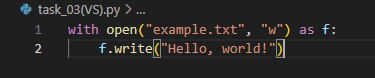 task_03(VS).py > ...
1 with open("example.txt", "w") as f:
2 f.write("Hello, world!")